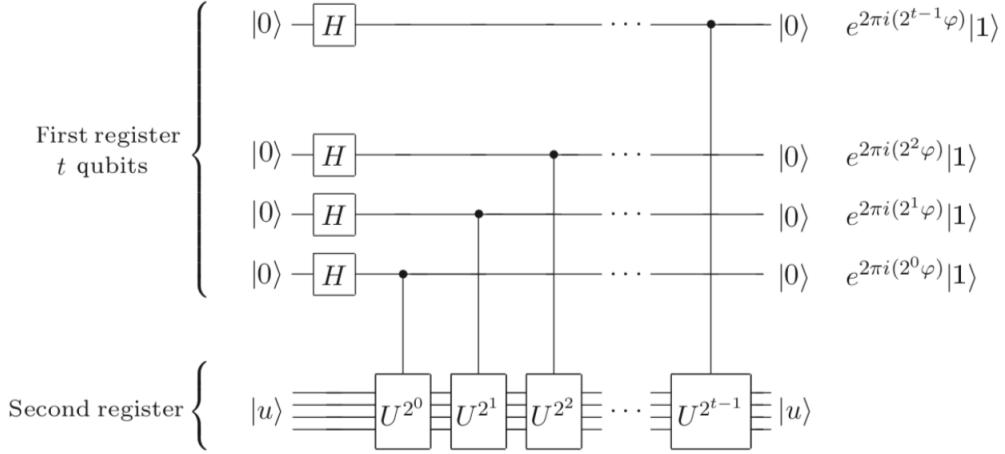 |0⟩ H ··· |0⟩ e^{2πi(2^{t−1}φ)}|1⟩
First register
t qubits
|0⟩ H ··· |0⟩ e^{2πi(2^2φ)}|1⟩
|0⟩ H ··· |0⟩ e^{2πi(2^1φ)}|1⟩
|0⟩ H ··· |0⟩ e^{2πi(2^0φ)}|1⟩
Second register |u⟩ U^{2^0} U^{2^1} U^{2^2} ··· U^{2^{t−1}} |u⟩